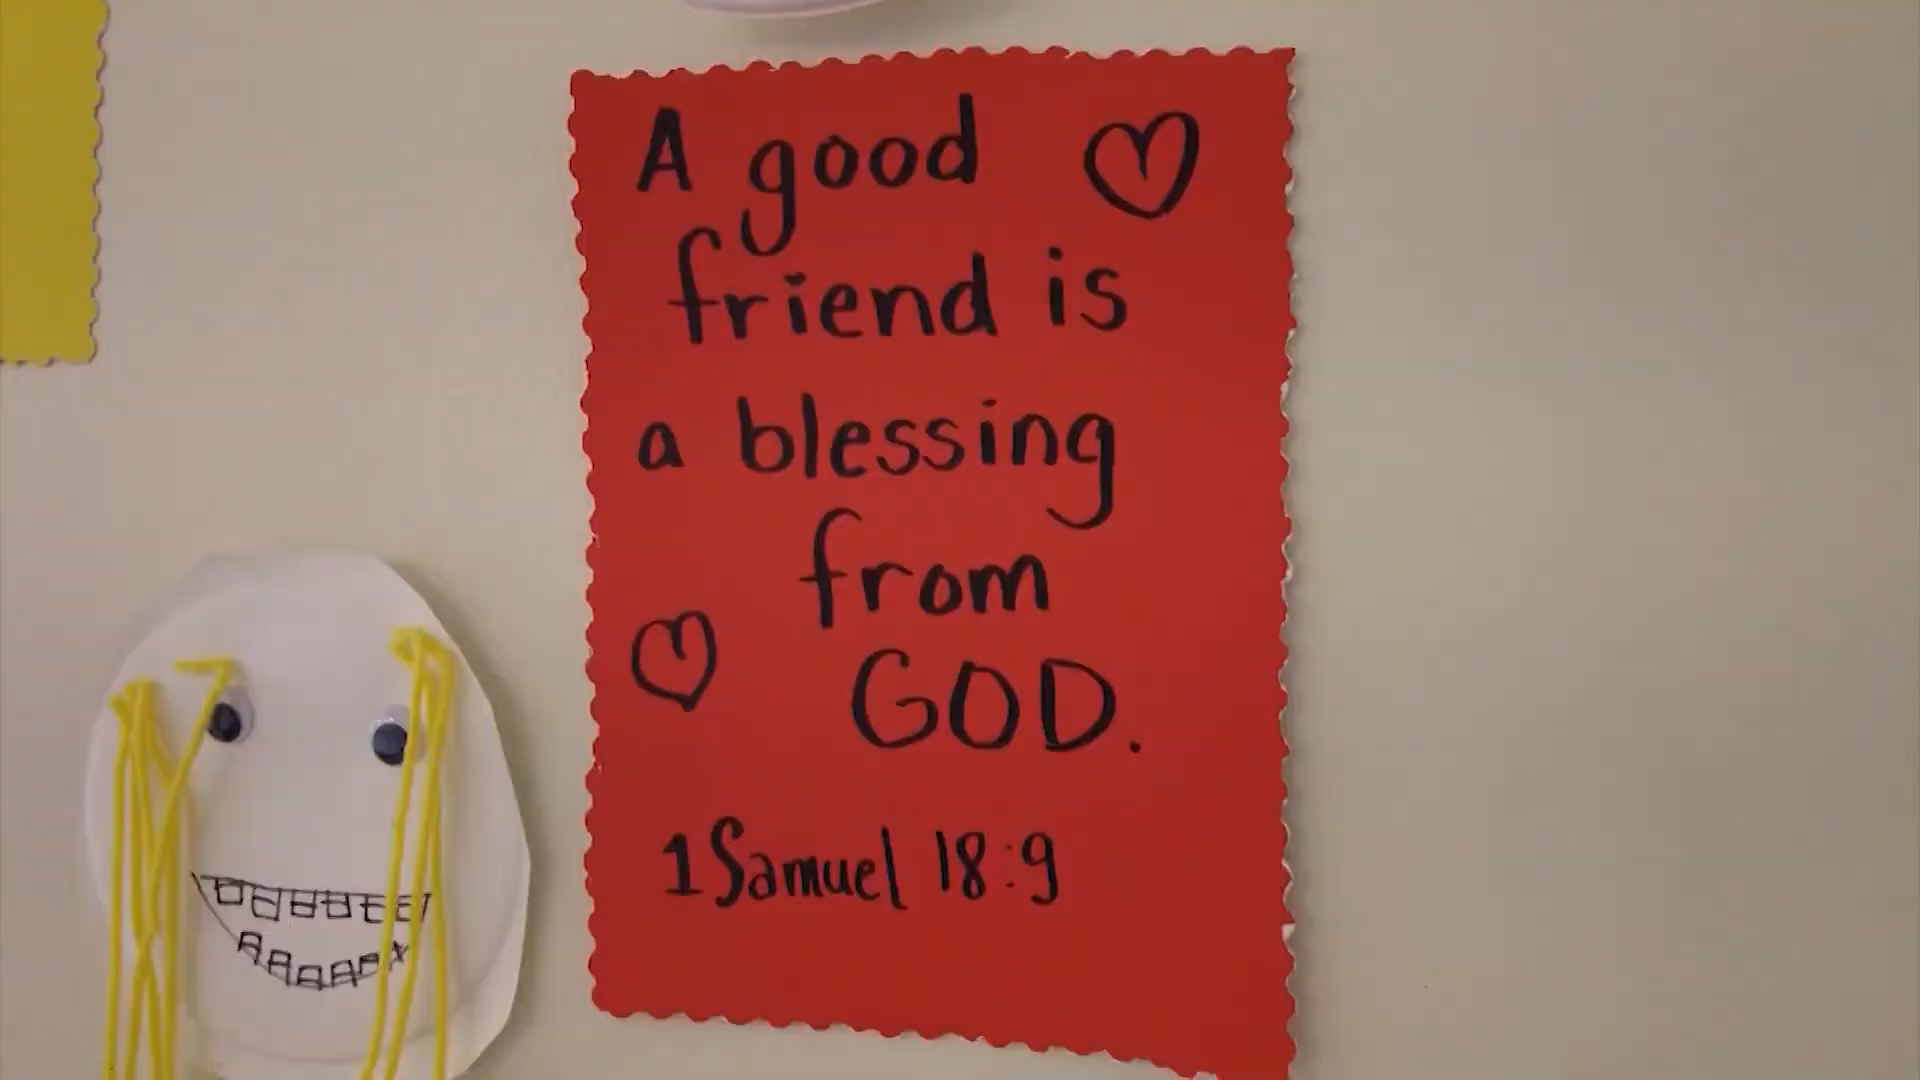 A good
friend is
a blessing
from
GOD.
1 Samuel 18:9